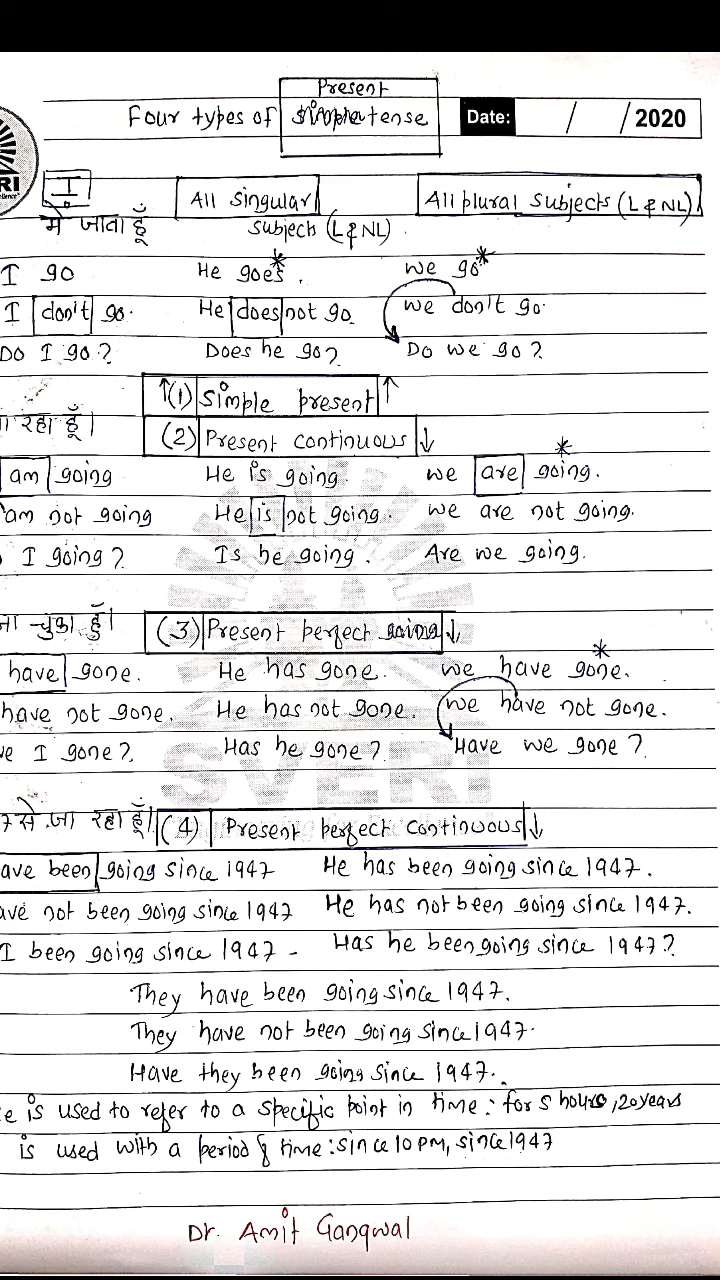 Present
Four types of simple tense Date: / / 2020
I. All singular All plural subjects (L & NL)
मे जाता हूँ subjects (L & NL)
I go He goes*. we go*
I don't go. He does not go we don't go.
Do I go? Does he go? Do we go?
↑(1) Simple present ↑
रहा हूँ। (2) Present continuous ↓
am going He is going. we are going*.
am not going He is not going. we are not going.
I going? Is he going. Are we going.
चुका हुँ। (3) Present perfect going ↓
have gone. He has gone. we have gone*.
have not gone. He has not gone. we have not gone.
ve I gone? Has he gone? Have we gone?
से जा रहा हूँ। (4) Present perfect continuous ↓
ave been going since 1947 He has been going since 1947.
ave not been going since 1947 He has not been going since 1947.
I been going since 1947 - Has he been going since 1947?
They have been going since 1947.
They have not been going since 1947.
Have they been going since 1947.
e is used to refer to a specific point in time: for 5 hours, 20 years
is used with a period of time: since 10 PM, since 1947
Dr. Amit Gangwal
SVERI